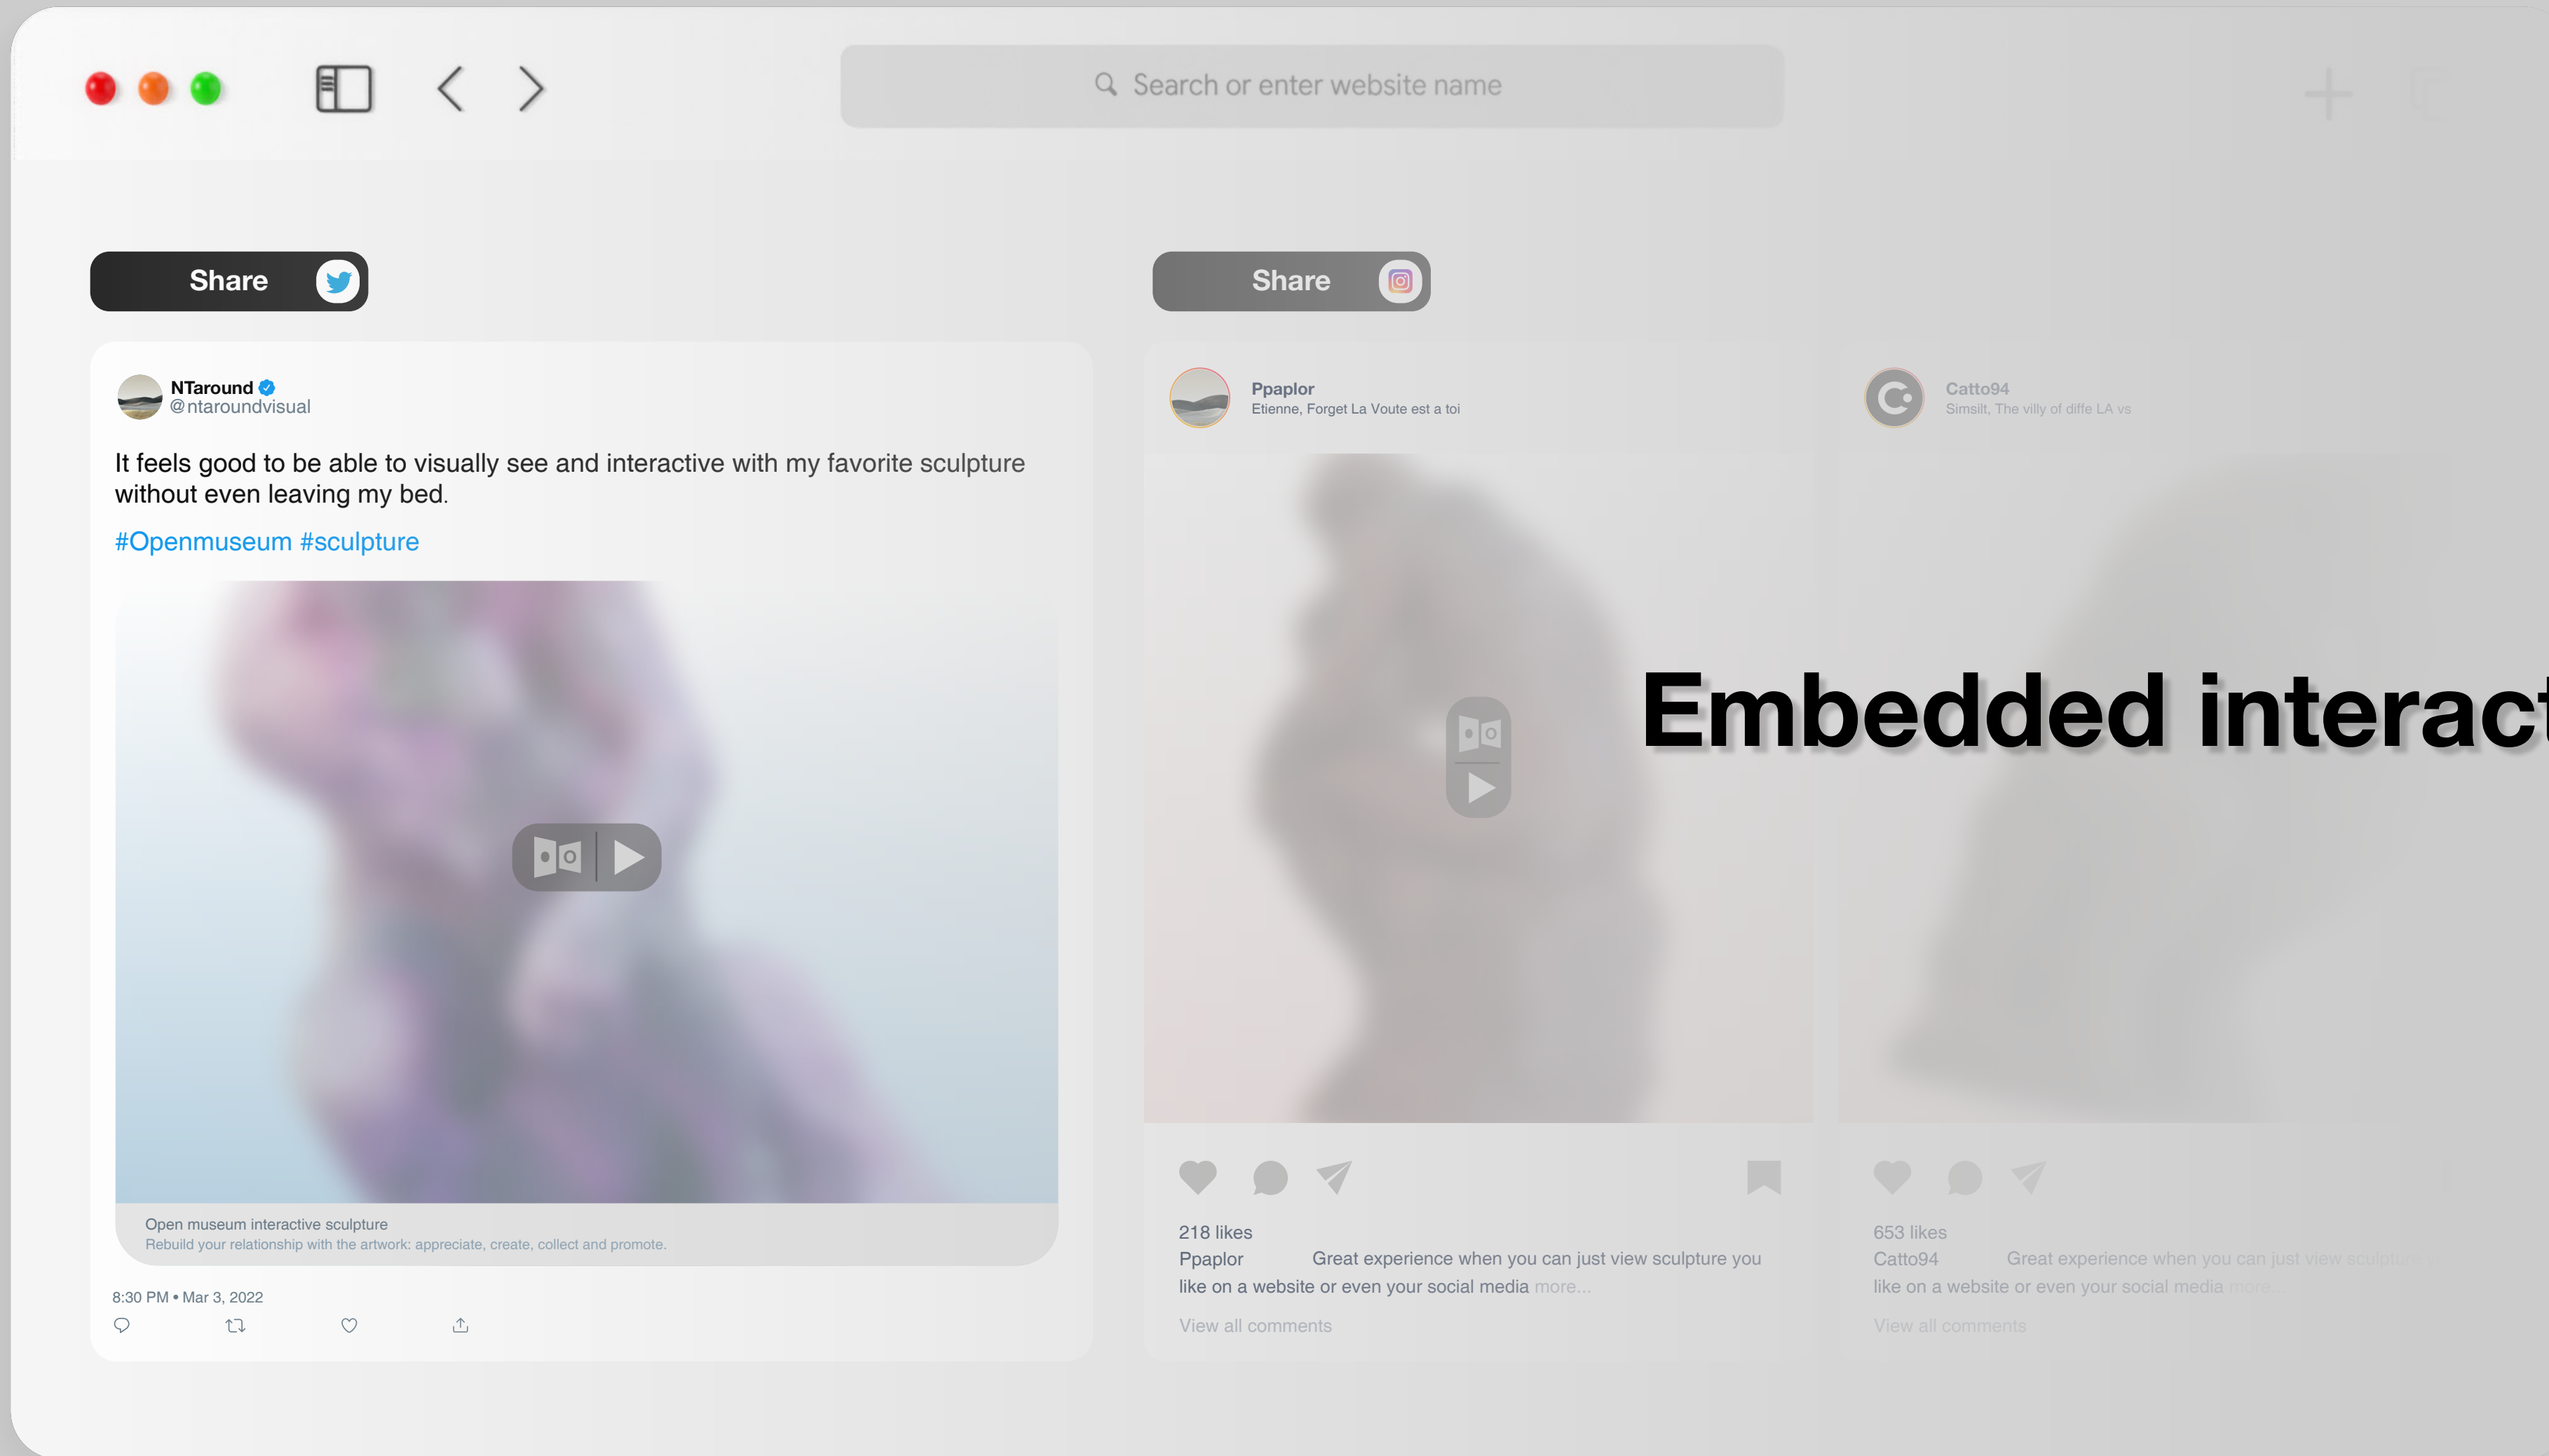 Search or enter website name
Share
Share
NTaround
@ntaroundvisual
It feels good to be able to visually see and interactive with my favorite sculpture
without even leaving my bed.
#Openmuseum #sculpture
Open museum interactive sculpture
Rebuild your relationship with the artwork: appreciate, create, collect and promote.
8:30 PM • Mar 3, 2022
Ppaplor
Etienne, Forget La Voute est a toi
218 likes
Ppaplor Great experience when you can just view sculpture you
like on a website or even your social media more...
View all comments
Catto94
Simsilt, The villy of diffe LA vs
Embedded interact
653 likes
Catto94 Great experience when you can just view sculpture
like on a website or even your social media more...
View all comments